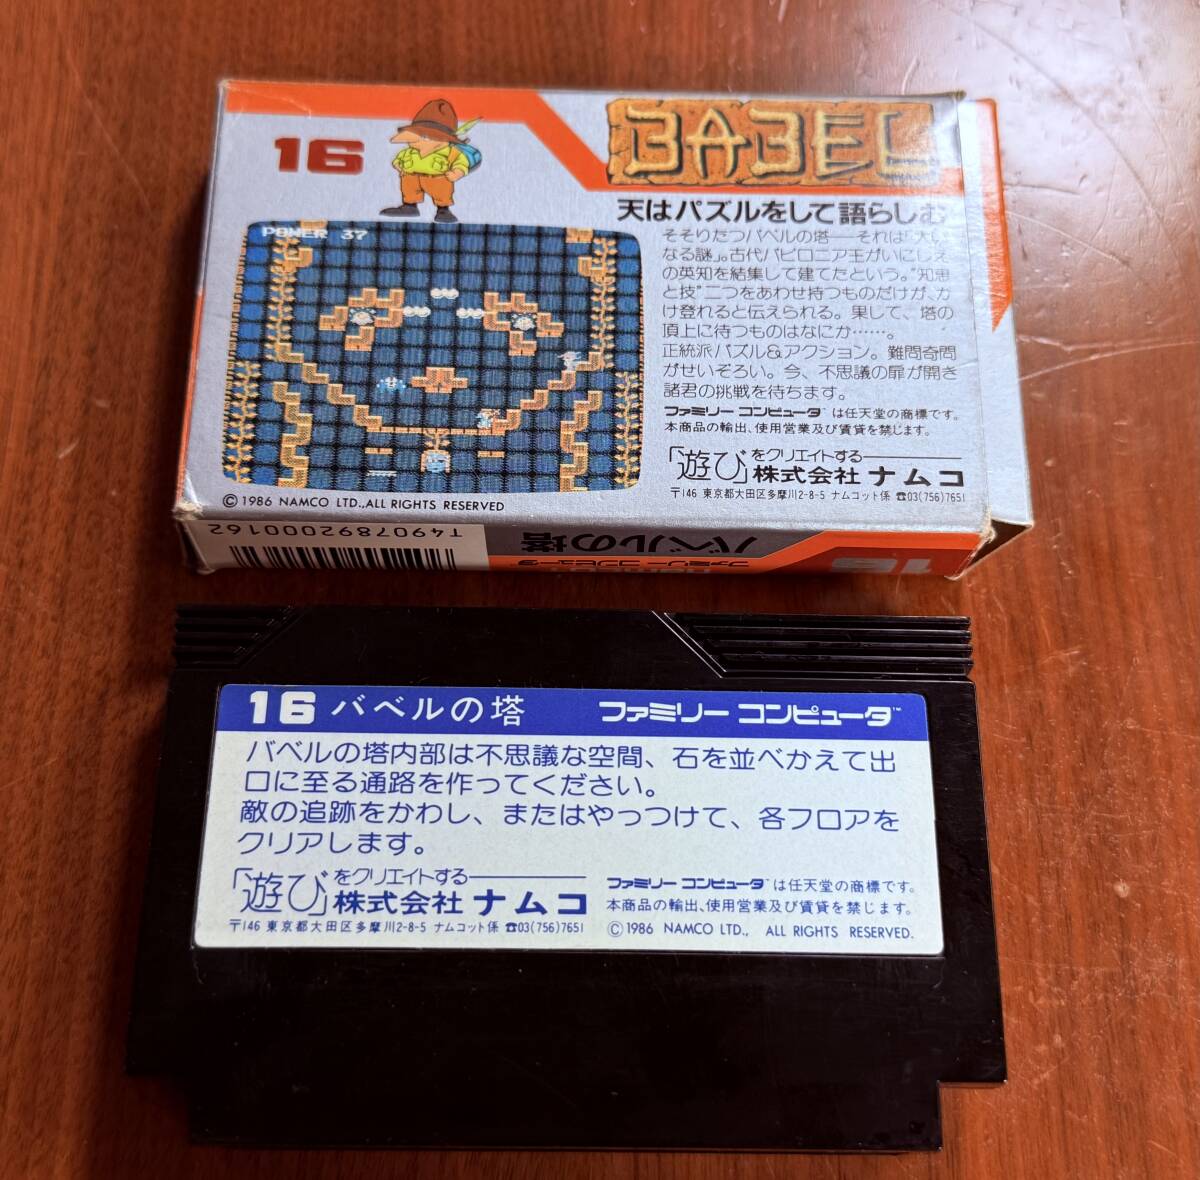 16
BABEL
天はパズルをして語らしむ
POWER 37
そそりたつバベルの塔──それは「大い
なる謎」。古代バビロニア王がいにしえ
の英知を結集して建てたという。"知恵
と技"二つをあわせ持つものだけが、か
け登れると伝えられる。果して、塔の
頂上に待つものはなにか……。
正統派パズル&アクション。難問奇問
がせいぞろい。今、不思議の扉が開き
諸君の挑戦を待ちます。
ファミリー コンピュータ™は任天堂の商標です。
本商品の輸出、使用営業及び賃貸を禁じます。
「遊び」をクリエイトする──
株式会社 ナムコ
〒146 東京都大田区多摩川2-8-5 ナムコット係 ☎03(756)7651
©1986 NAMCO LTD., ALL RIGHTS RESERVED
T4907892000162
バベルの塔
ファミリー コンピュータ™
16
16 バベルの塔 ファミリー コンピュータ™
バベルの塔内部は不思議な空間、石を並べかえて出
口に至る通路を作ってください。
敵の追跡をかわし、またはやっつけて、各フロアを
クリアします。
「遊び」をクリエイトする──
株式会社 ナムコ
〒146 東京都大田区多摩川2-8-5 ナムコット係 ☎03(756)7651
ファミリー コンピュータ™は任天堂の商標です。
本商品の輸出、使用営業及び賃貸を禁じます。
©1986 NAMCO LTD., ALL RIGHTS RESERVED.